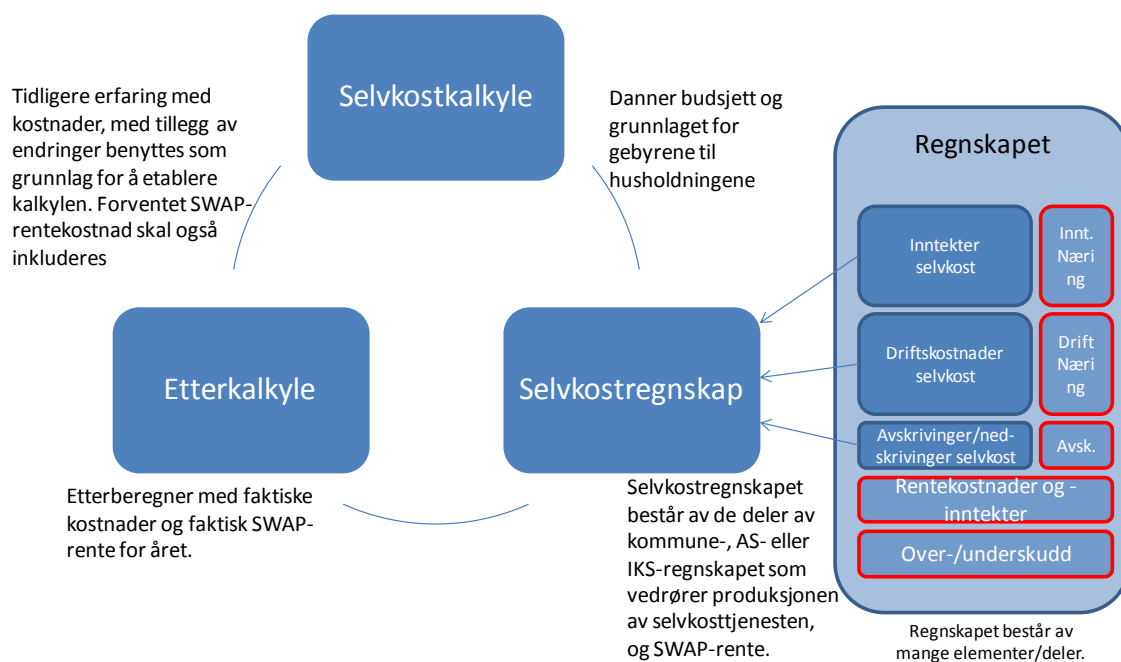 Selvkostkalkyle
Tidligere erfaring med
kostnader, med tillegg av
endringer benyttes som
grunnlag for å etablere
kalkylen. Forventet SWAP-
rentekostnad skal også
inkluderes
Danner budsjett og
grunnlaget for
gebyrene til
husholdningene
Etterkalkyle
Etterberegner med faktiske
kostnader og faktisk SWAP-
rente for året.
Selvkostregnskap
Selvkostregnskapet
består av de deler av
kommune-, AS- eller
IKS-regnskapet som
vedrører produksjonen
av selvkosttjenesten,
og SWAP-rente.
Regnskapet
Inntekter
selvkost
Innt.
Næri
ng
Driftskostnader
selvkost
Drift
Næri
ng
Avskrivinger/ned-
skrivinger selvkost
Avsk.
Rentekostnader og -
inntekter
Over-/underskudd
Regnskapet består av
mange elementer/deler.